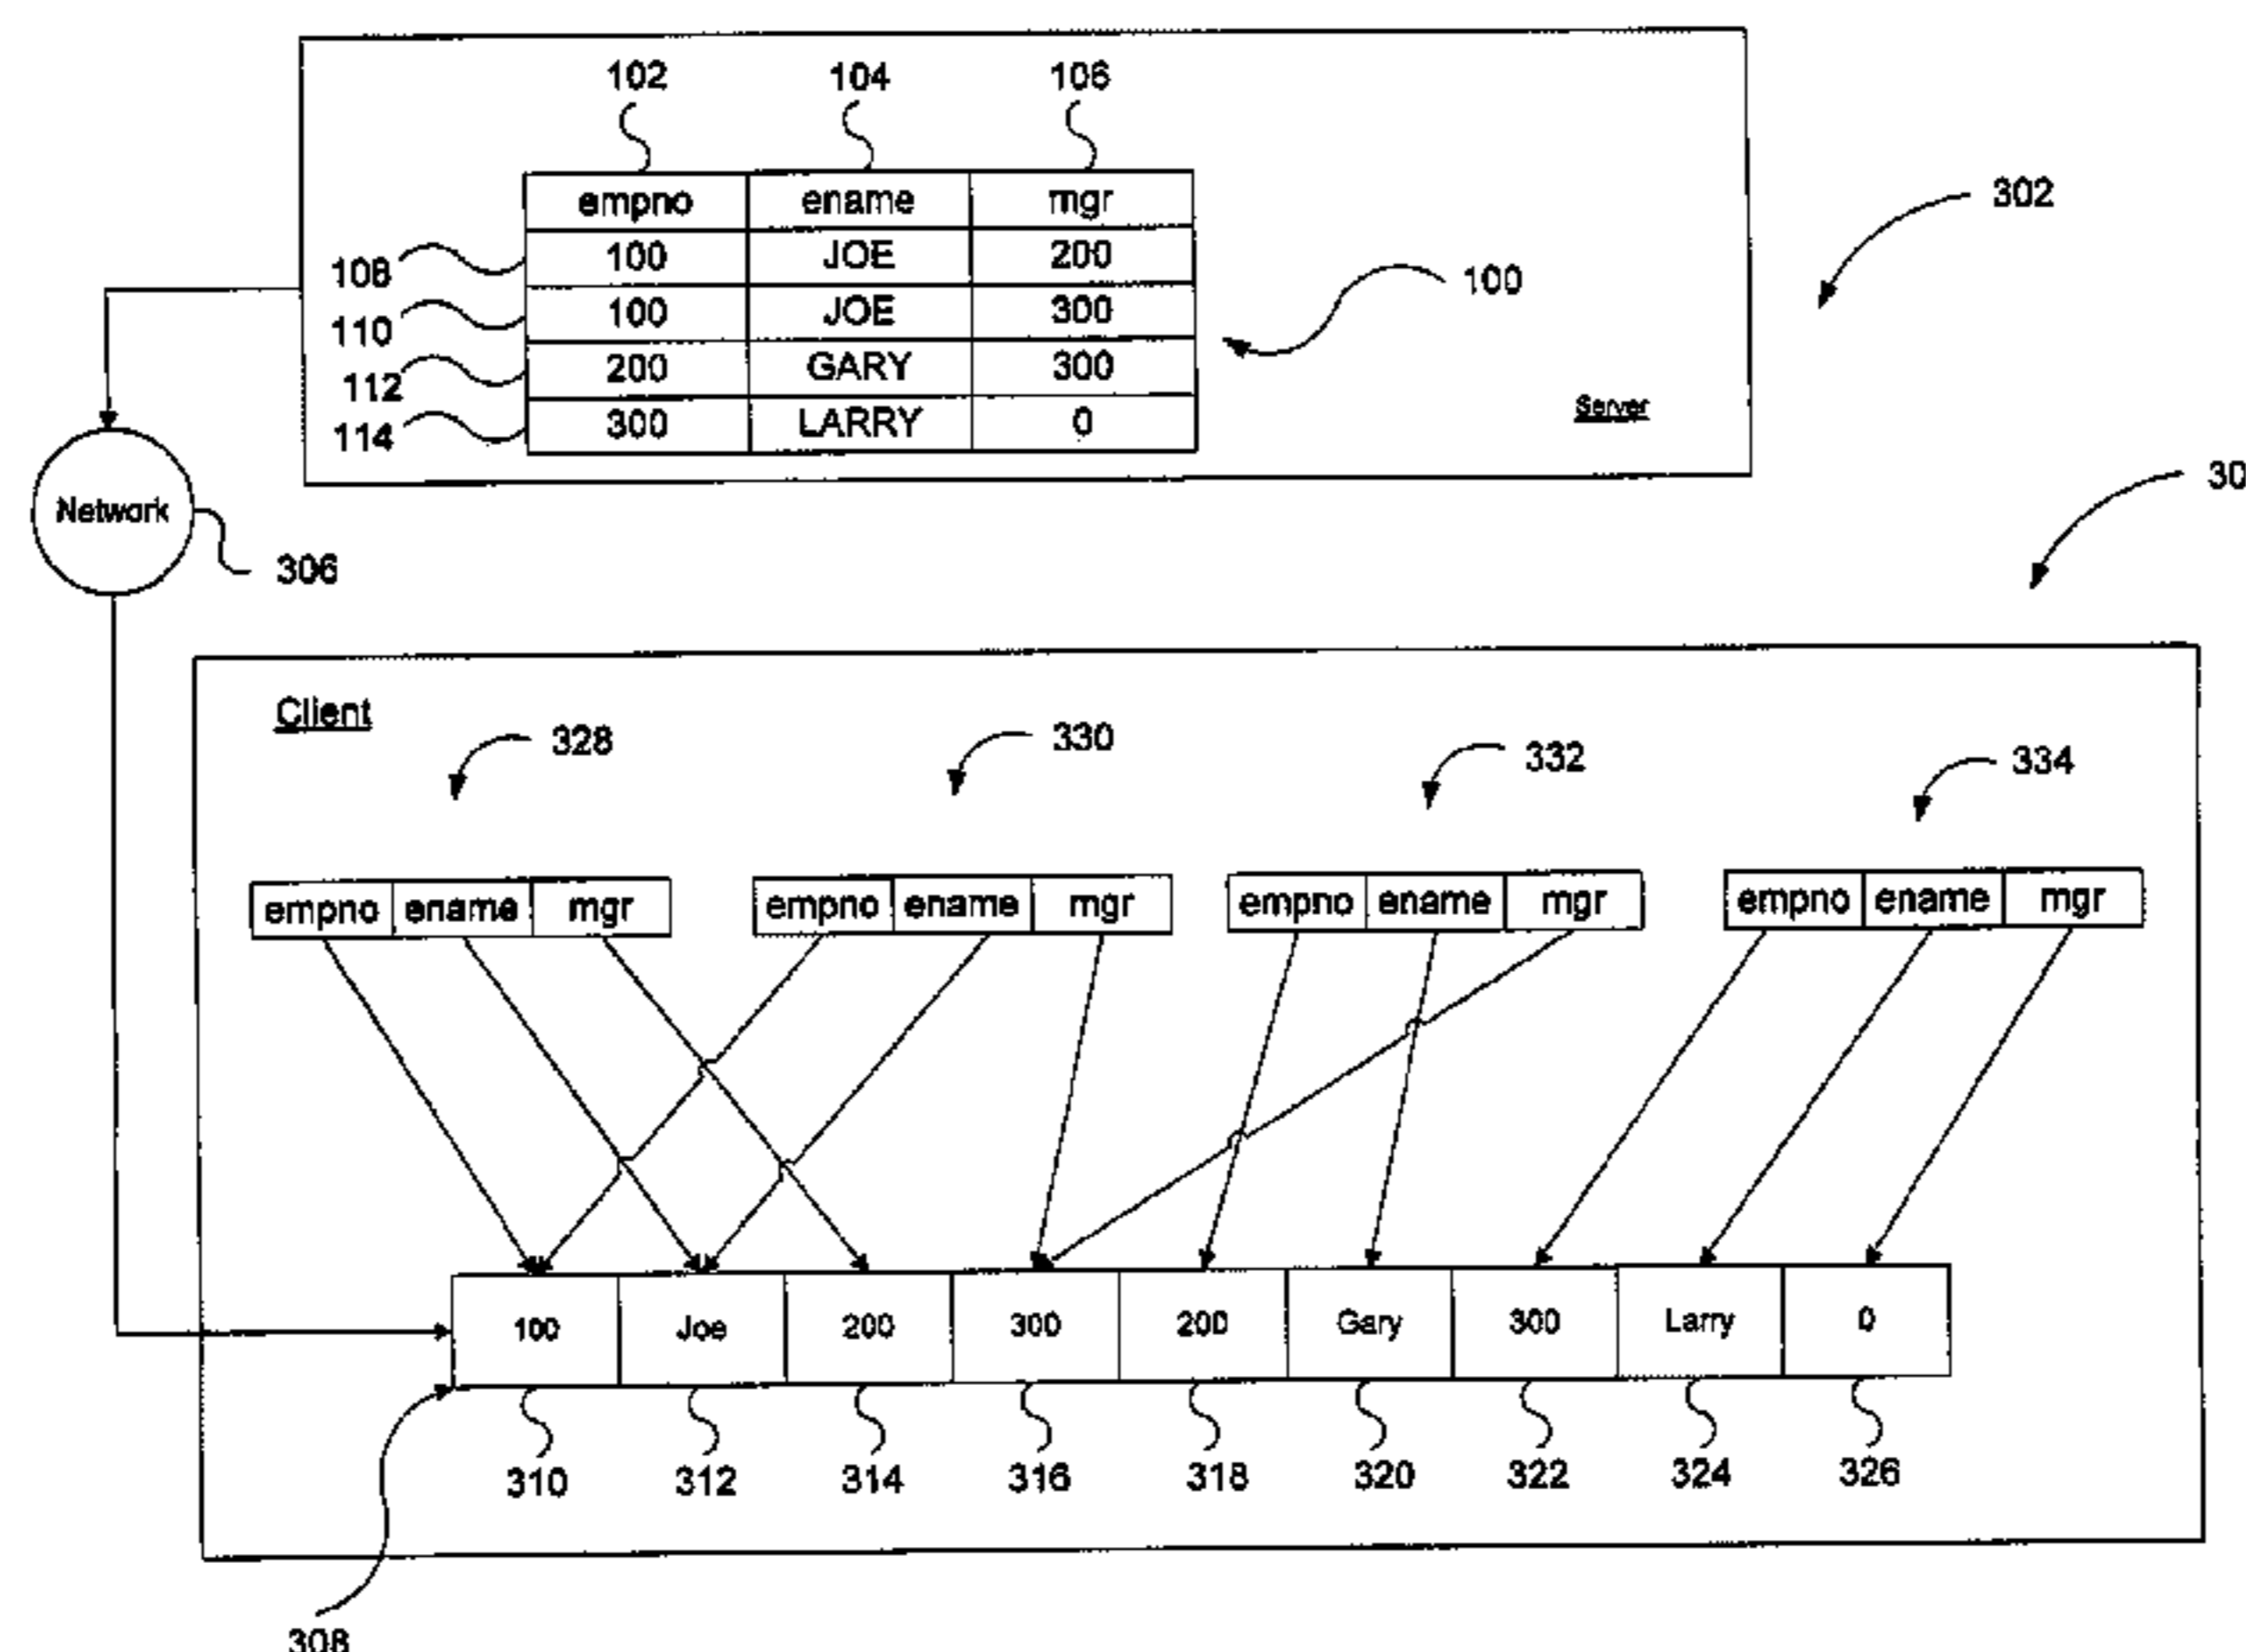 102 104 106
empno ename mgr
302
108 100 JOE 200
100
110 100 JOE 300
112 200 GARY 300
Server
114 300 LARRY 0
30
Network
306
Client
328 330 332 334
empno ename mgr empno ename mgr empno ename mgr empno ename mgr
100 Joe 200 300 200 Gary 300 Larry 0
310 312 314 316 318 320 322 324 326
308